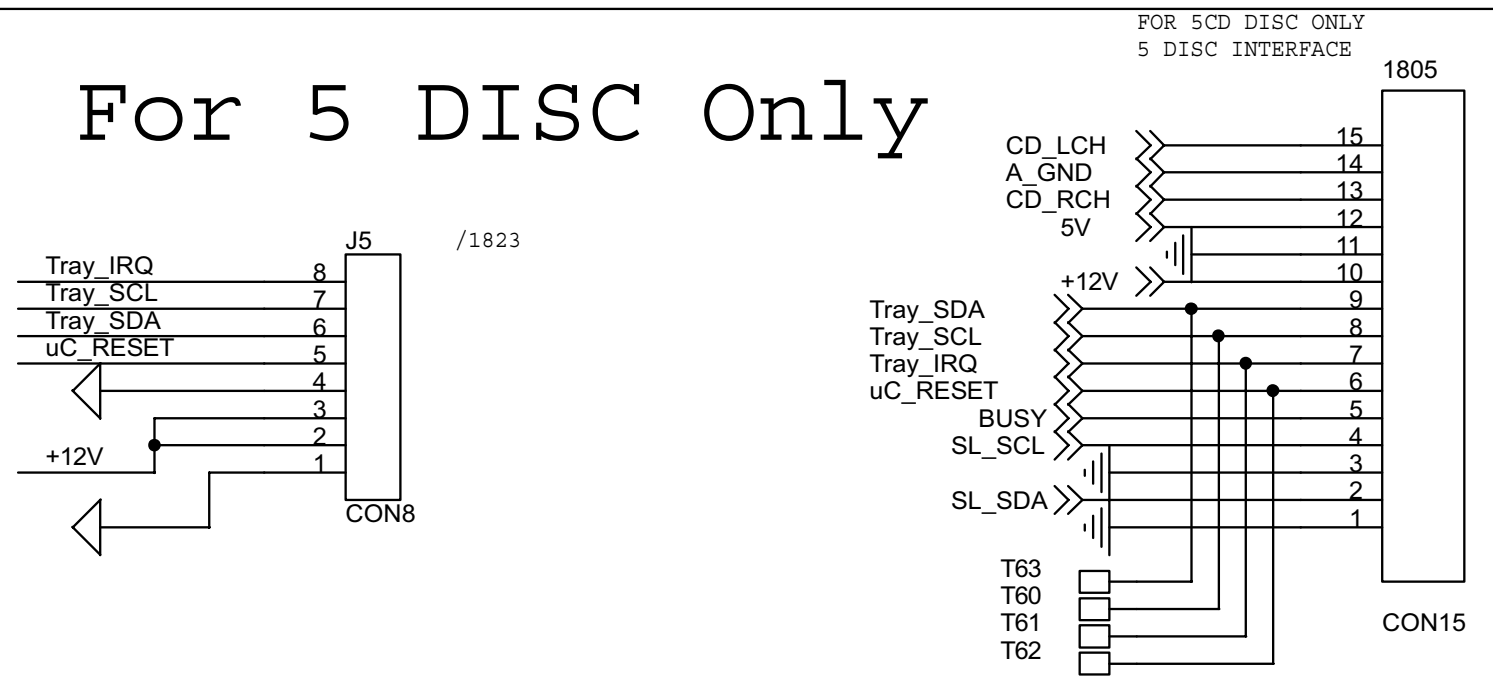 FOR 5CD DISC ONLY
5 DISC INTERFACE
For 5 DISC Only
J5
/1823
Tray_IRQ
8
Tray_SCL
7
Tray_SDA
6
uC_RESET
5
4
3
2
+12V
1
CON8
1805
CD_LCH
15
A_GND
14
CD_RCH
13
5V
12
11
+12V
10
Tray_SDA
9
Tray_SCL
8
Tray_IRQ
7
uC_RESET
6
BUSY
5
SL_SCL
4
3
SL_SDA
2
1
T63
T60
T61
T62
CON15